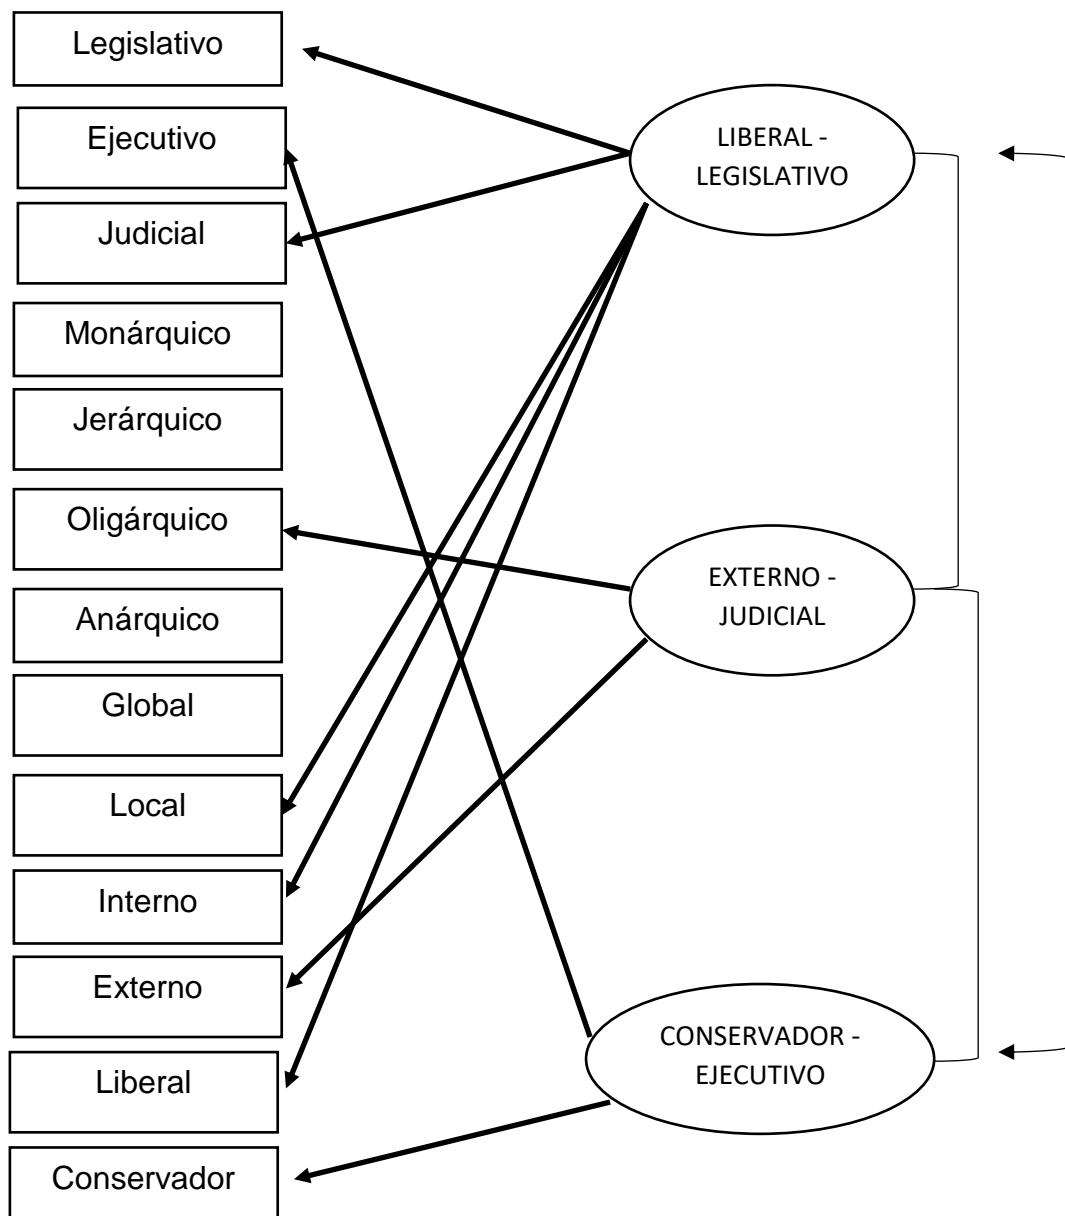 Legislativo
Ejecutivo
Judicial
Monárquico
Jerárquico
Oligárquico
Anárquico
Global
Local
Interno
Externo
Liberal
Conservador
LIBERAL -
LEGISLATIVO
EXTERNO -
JUDICIAL
CONSERVADOR -
EJECUTIVO